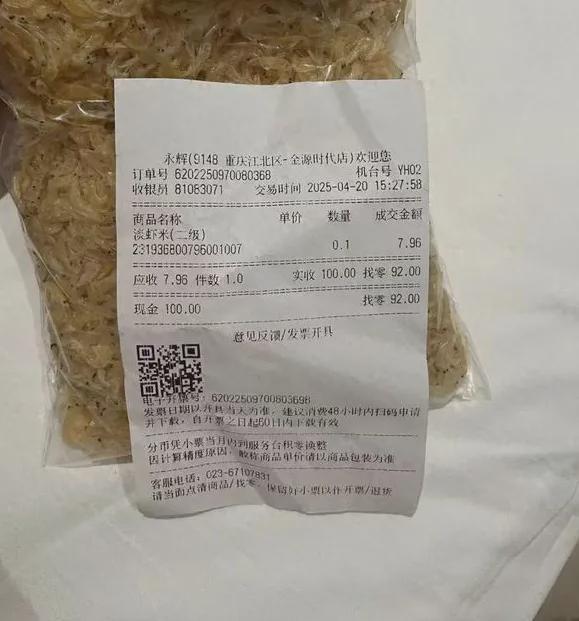 永辉(9148 重庆江北区-金源时代店)欢迎您
订单号 6202250970080368 机台号 YH02
收银员 81083071 交易时间 2025-04-20 15:27:58
商品名称 单价 数量 成交金额
淡虾米(二级)
2319368007960010​07 0.1 7.96
应收 7.96 件数 1.0 实收 100.00 找零 92.00
现金 100.00 找零 92.00
意见反馈/发票开具
电子开票号: 62022509700803698
发票日期以开具当天为准, 建议消费48小时内扫码申请
并下载, 自开票之日起60日内下载有效
分币凭小票当月内到服务台积零换整
因计算精度原因, 散称商品单价请以商品包装为准
客服电话: 023-67107831
请当面点清商品/找零, 保留好小票以作开票/退货